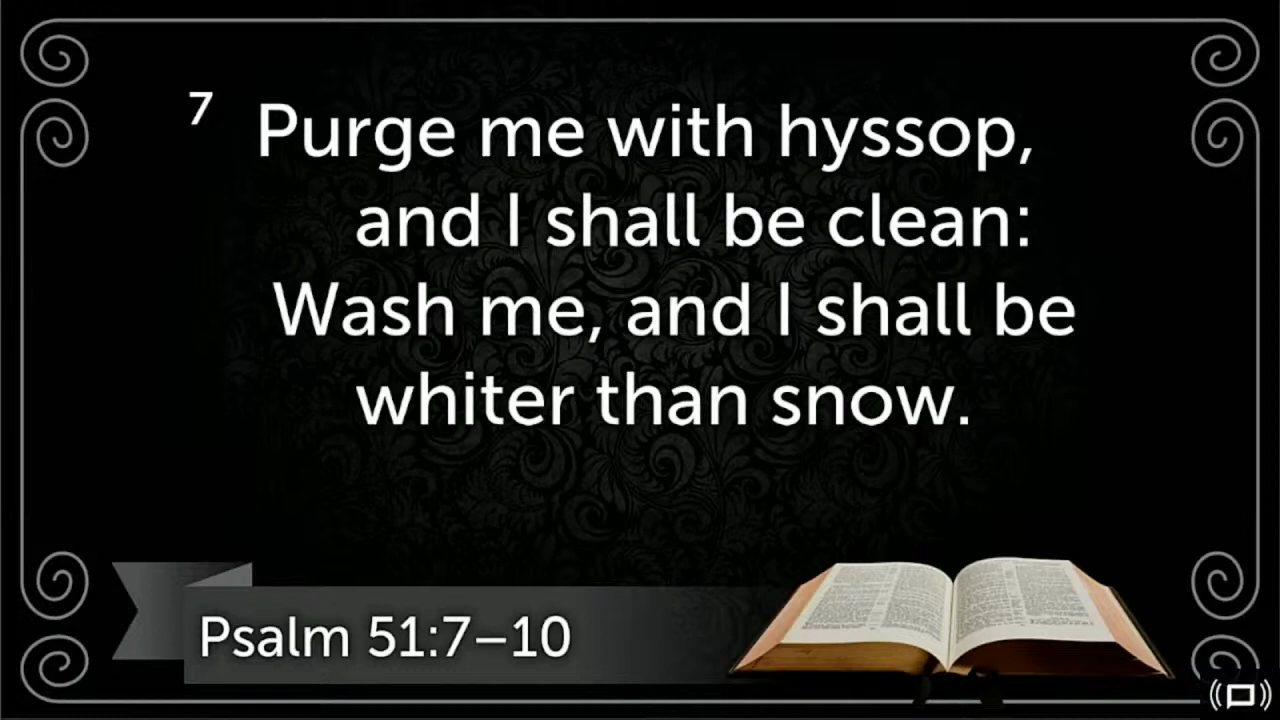 7 Purge me with hyssop,
and I shall be clean:
Wash me, and I shall be
whiter than snow.
Psalm 51:7–10